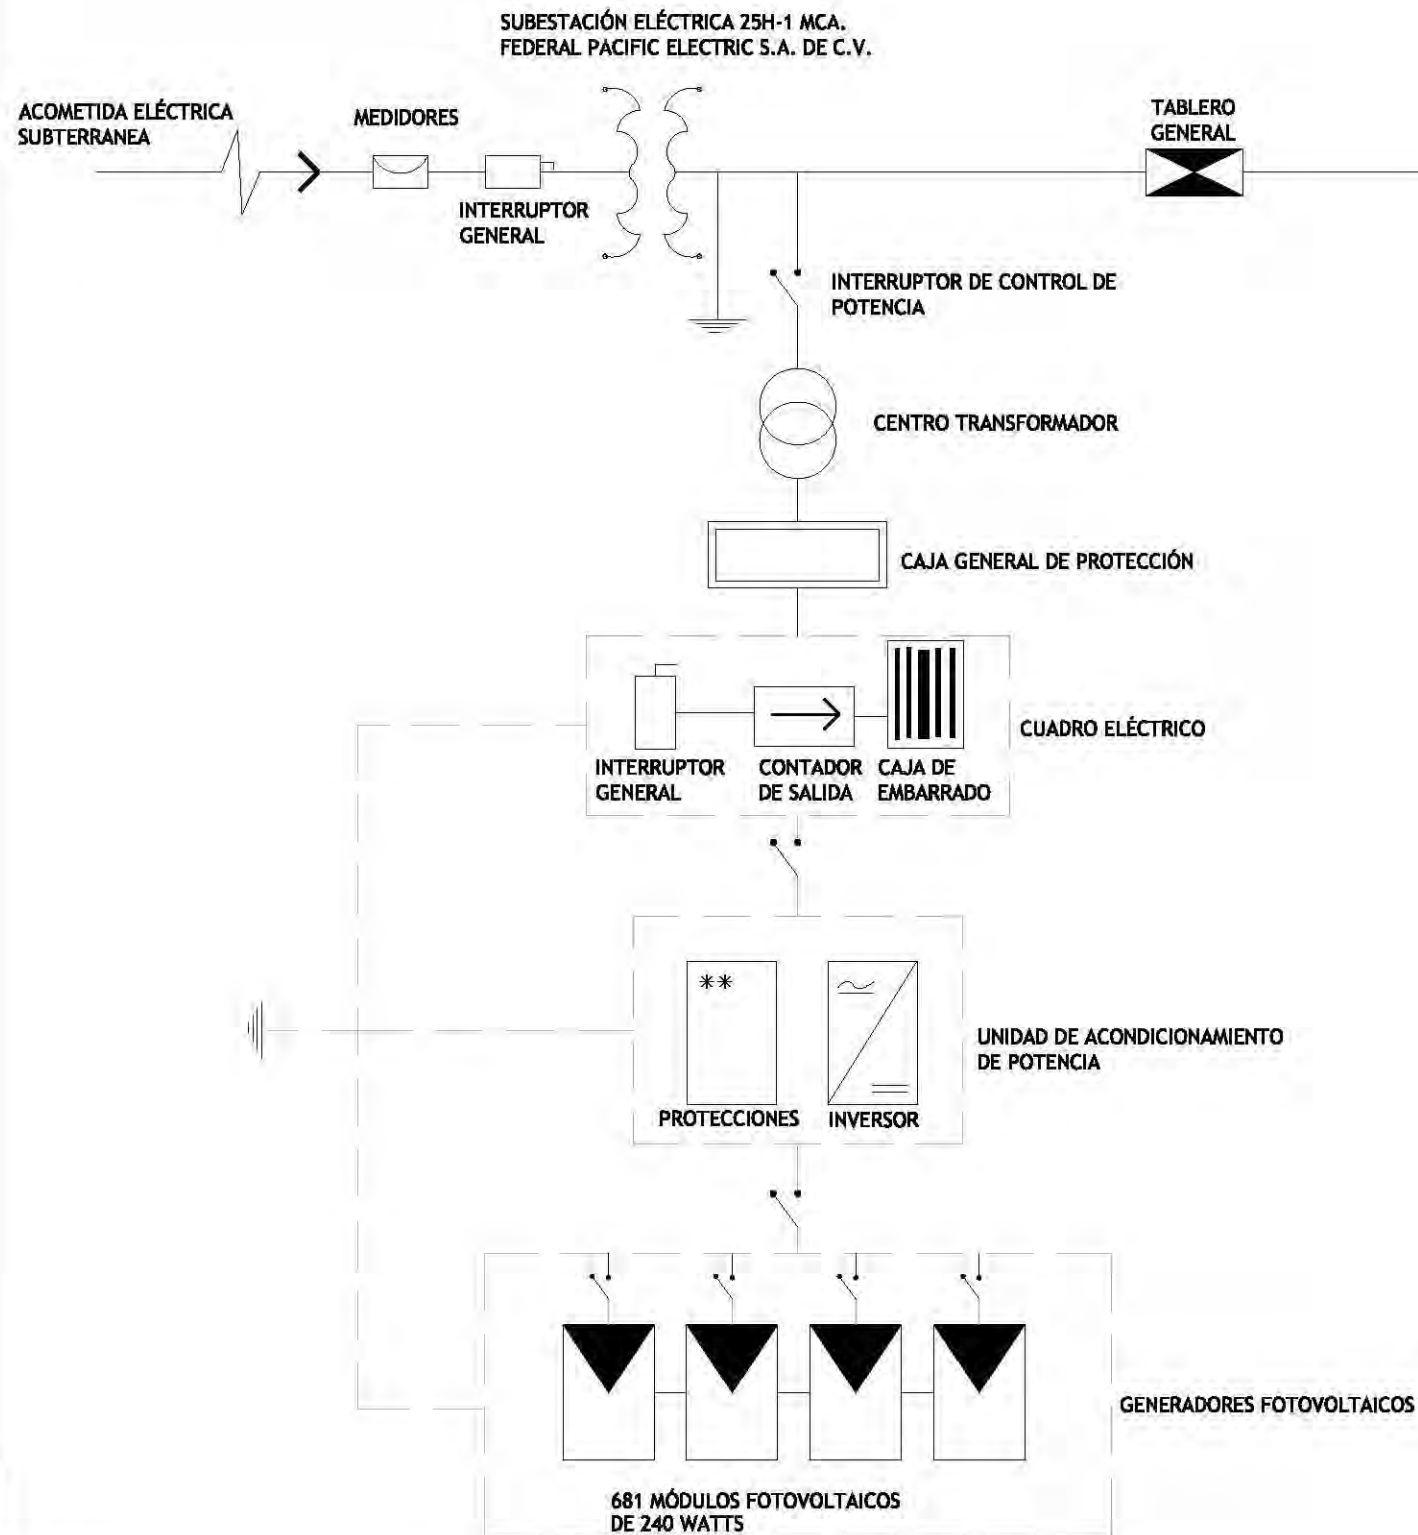 SUBESTACIÓN ELÉCTRICA 25H-1 MCA.
FEDERAL PACIFIC ELECTRIC S.A. DE C.V.
ACOMETIDA ELÉCTRICA
SUBTERRANEA
MEDIDORES
INTERRUPTOR
GENERAL
TABLERO
GENERAL
INTERRUPTOR DE CONTROL DE
POTENCIA
CENTRO TRANSFORMADOR
CAJA GENERAL DE PROTECCIÓN
CUADRO ELÉCTRICO
INTERRUPTOR
GENERAL
CONTADOR
DE SALIDA
CAJA DE
EMBARRADO
**
UNIDAD DE ACONDICIONAMIENTO
DE POTENCIA
PROTECCIONES
INVERSOR
GENERADORES FOTOVOLTAICOS
681 MÓDULOS FOTOVOLTAICOS
DE 240 WATTS